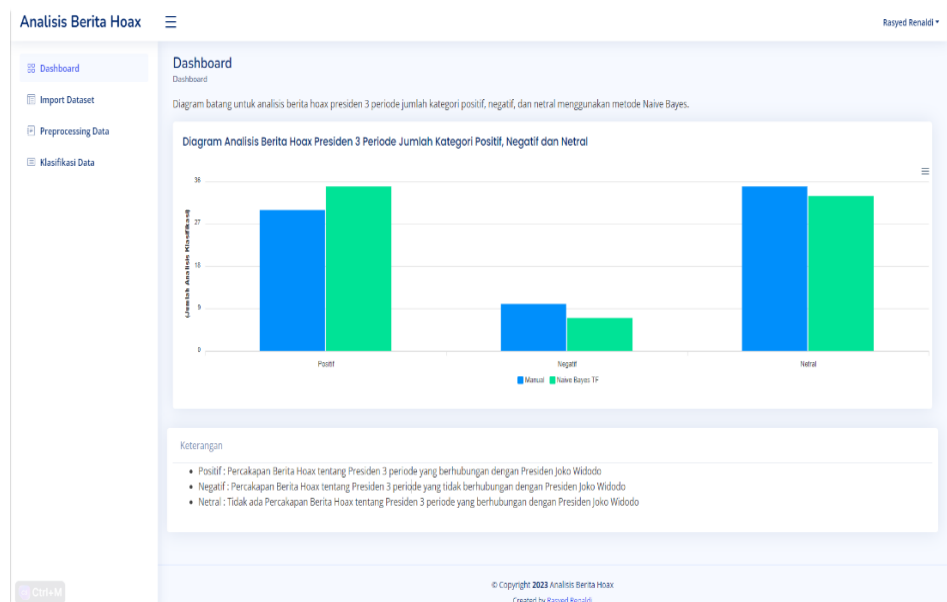 Analisis Berita Hoax
Rasyed Renaldi
Dashboard
Import Dataset
Preprocessing Data
Klasifikasi Data
Dashboard
Dashboard
Diagram batang untuk analisis berita hoax presiden 3 periode jumlah kategori positif, negatif, dan netral menggunakan metode Naive Bayes.
Diagram Analisis Berita Hoax Presiden 3 Periode Jumlah Kategori Positif, Negatif dan Netral
36
27
18
9
0
(Jumlah Analisis Klasifikasi)
Positif
Negatif
Netral
Manual
Naive Bayes TF
Keterangan
Positif : Percakapan Berita Hoax tentang Presiden 3 periode yang berhubungan dengan Presiden Joko Widodo
Negatif : Percakapan Berita Hoax tentang Presiden 3 periode yang tidak berhubungan dengan Presiden Joko Widodo
Netral : Tidak ada Percakapan Berita Hoax tentang Presiden 3 periode yang berhubungan dengan Presiden Joko Widodo
© Copyright 2023 Analisis Berita Hoax
Created by Rasyed Renaldi
Ctrl+M